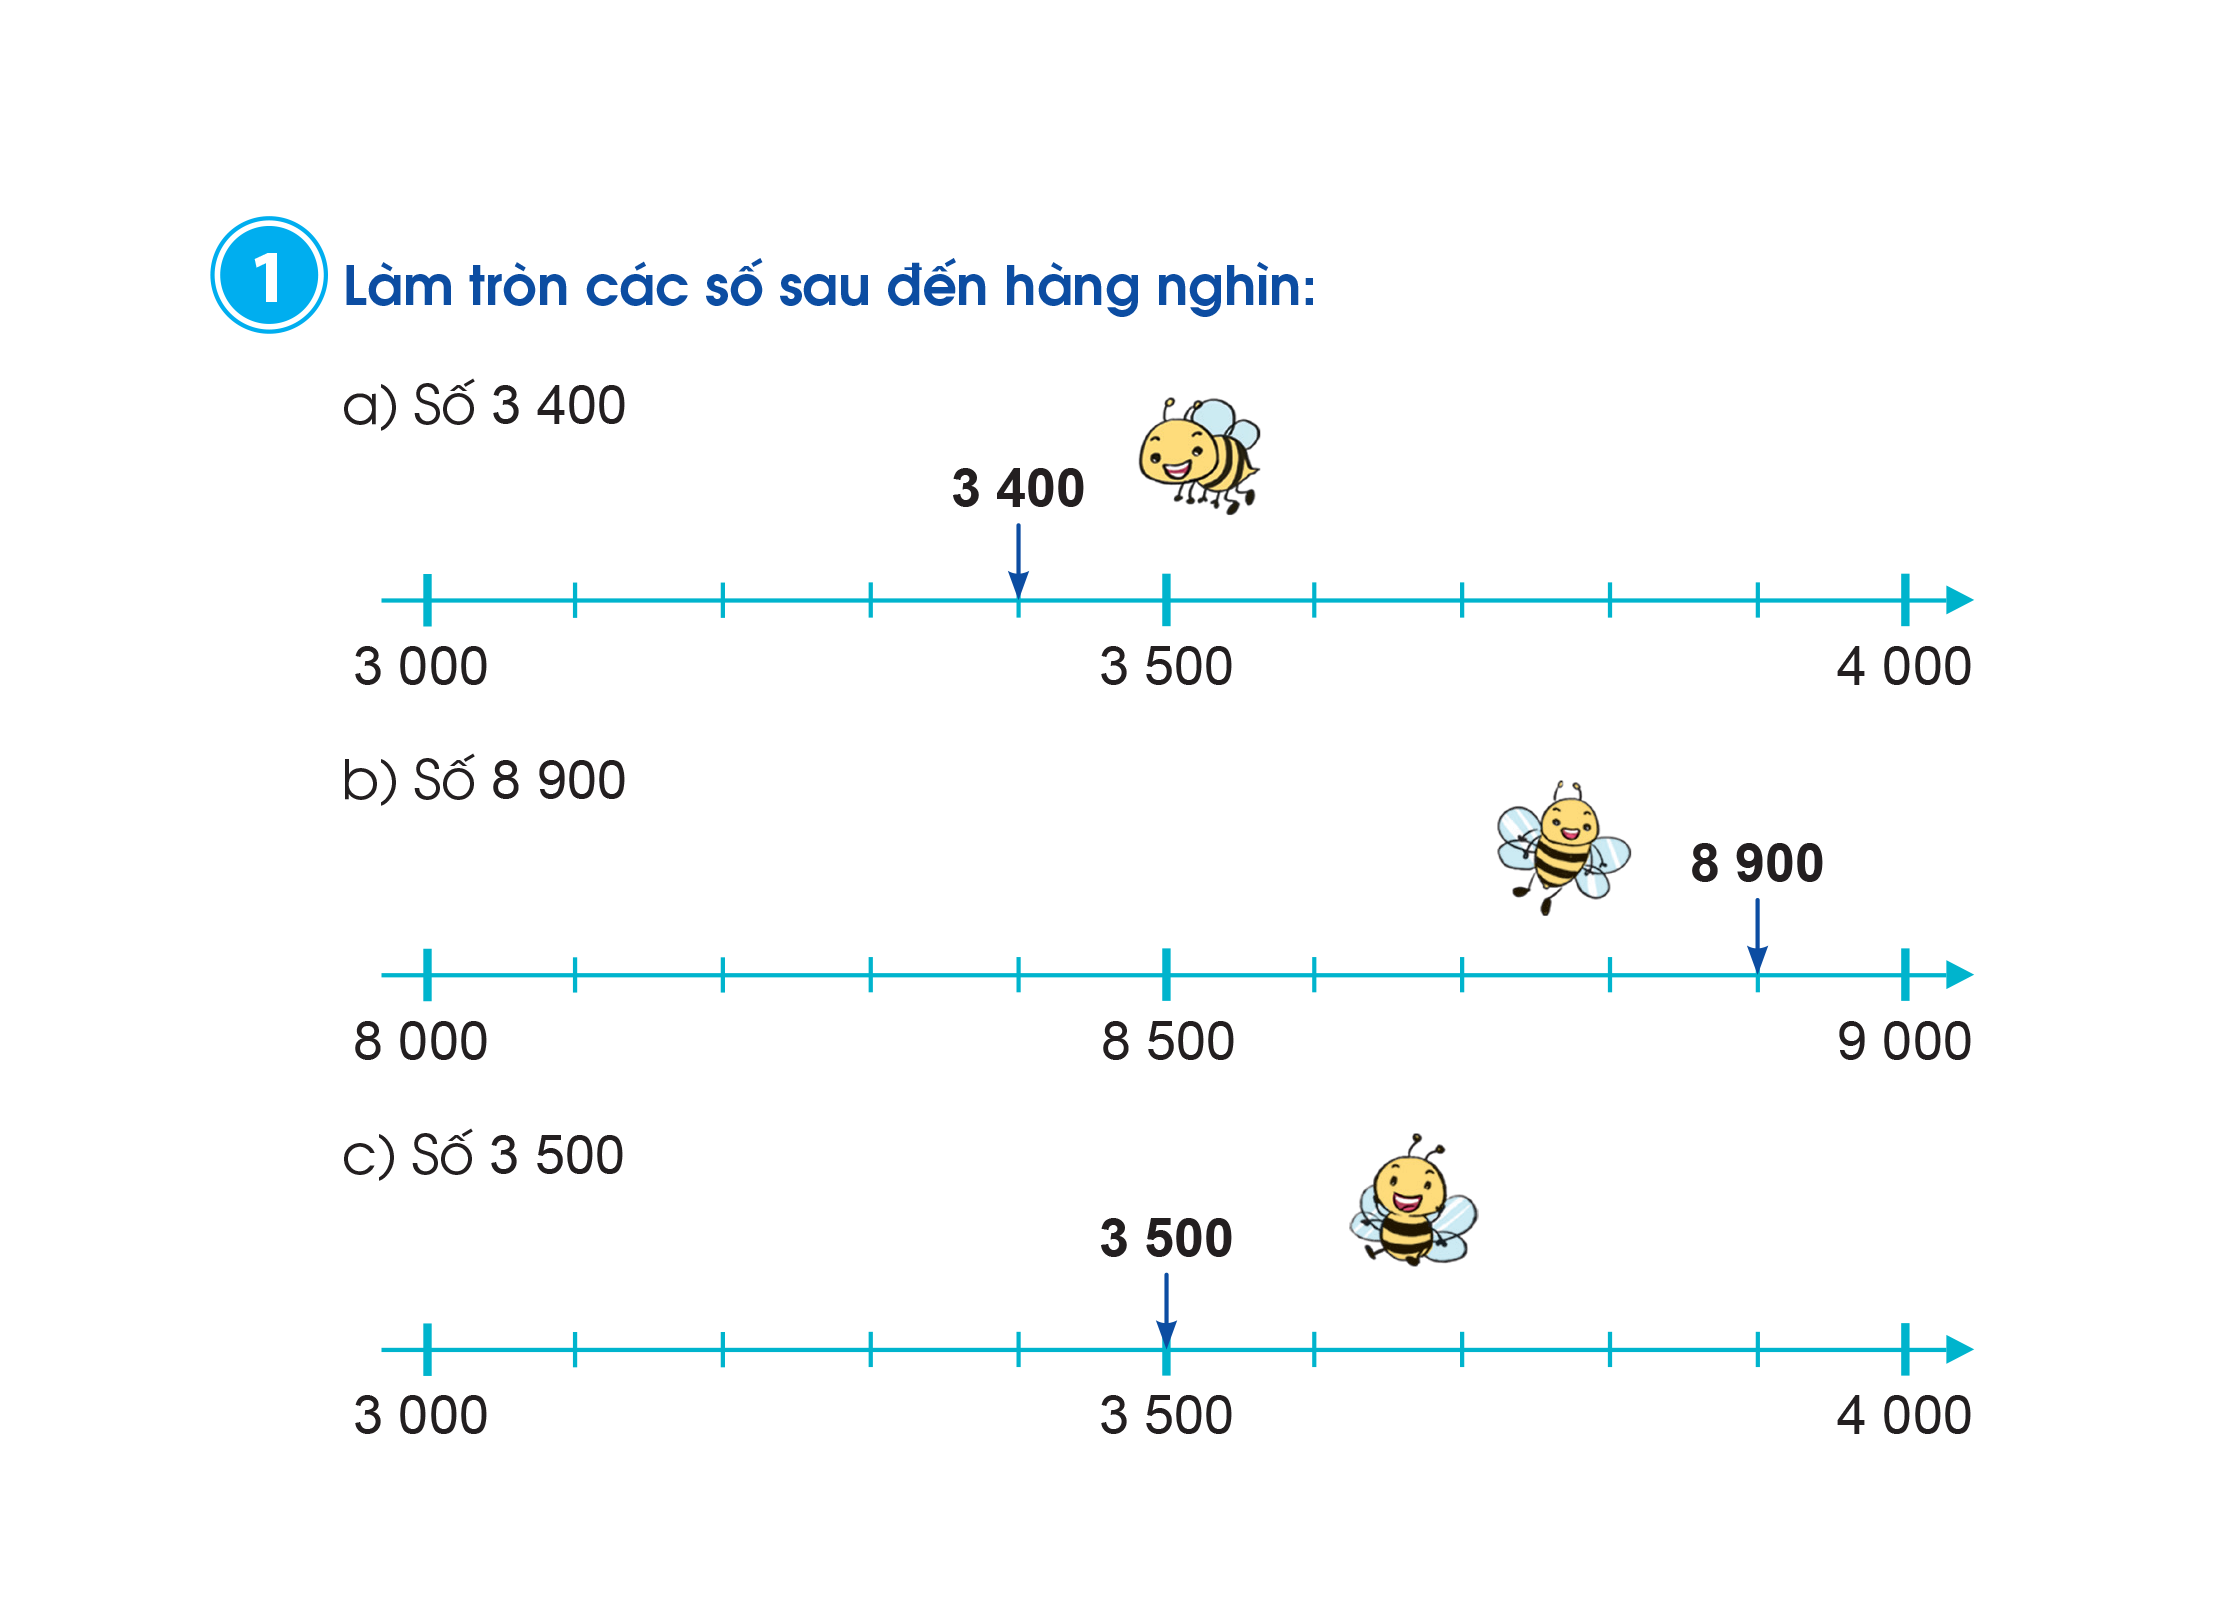 1 Làm tròn các số sau đến hàng nghìn:
a) Số 3 400
3 400
3 000 3 500 4 000
b) Số 8 900
8 900
8 000 8 500 9 000
c) Số 3 500
3 500
3 000 3 500 4 000